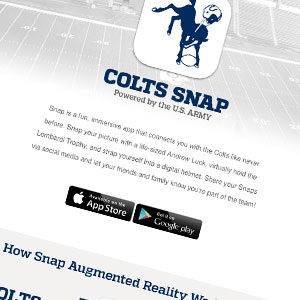 COLTS SNAP
Powered by the U.S. ARMY
Snap is a fun, immersive app that connects you with the Colts like never
before. Snap your picture with a life-sized Andrew Luck, virtually hold the
Lombardi Trophy, and strap yourself into a digital helmet. Share your Snaps
via social media and let your friends and family know you're part of the team!
Available on the
App Store
Get it on
Google play
How Snap Augmented Reality Wo
COLTS